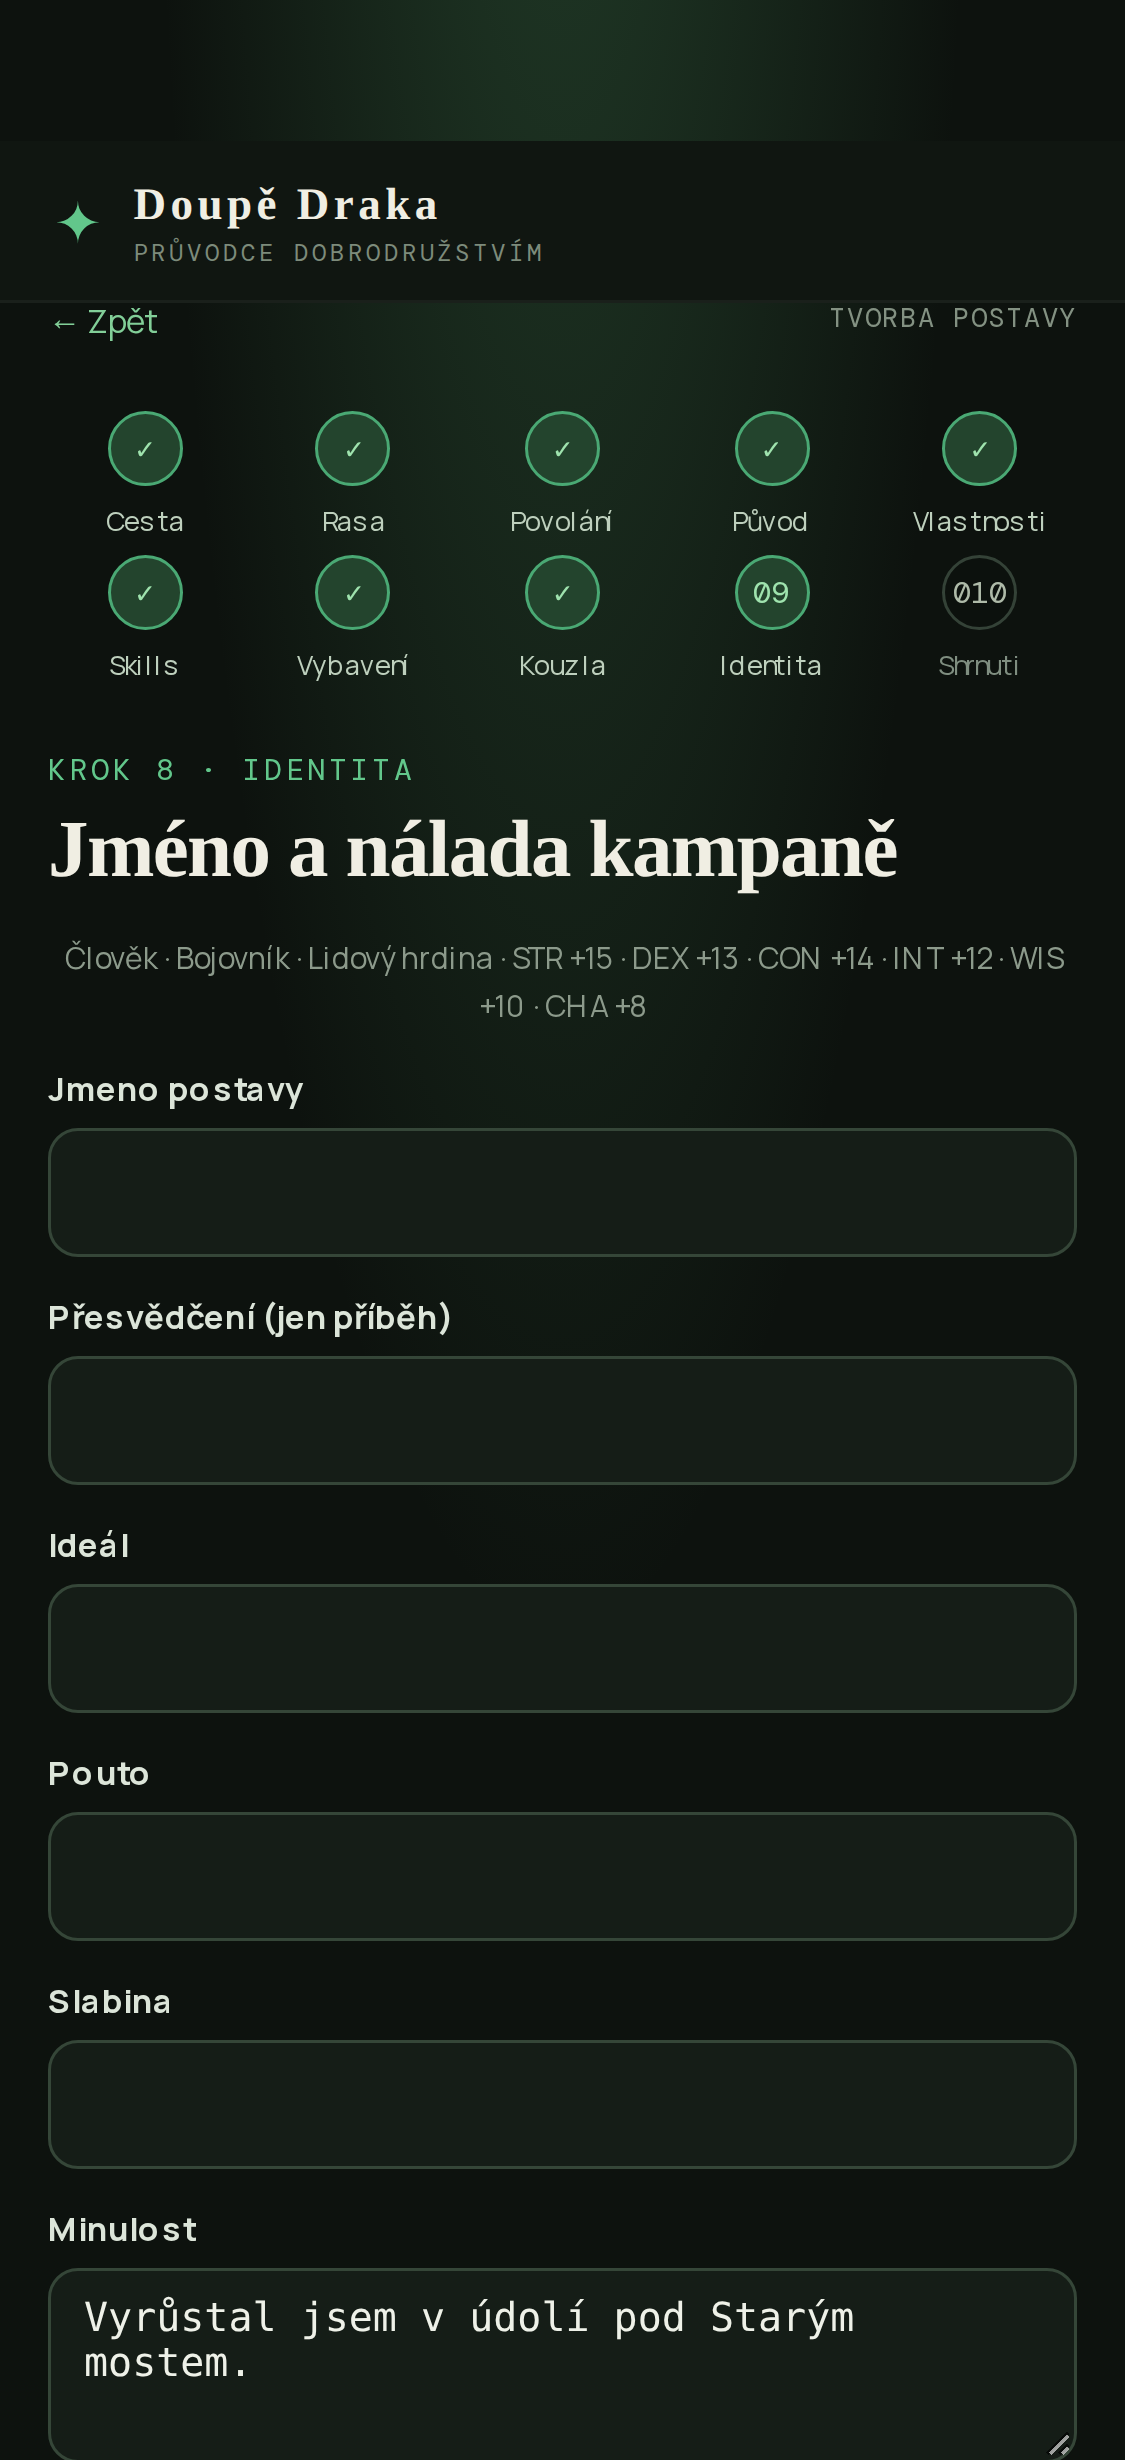 Doupě Draka
PRŮVODCE DOBRODRUŽSTVÍM
← Zpět
TVORBA POSTAVY
✓ ✓ ✓ ✓ ✓
Cesta Rasa Povolání Původ Vlastnosti
✓ ✓ ✓ 09 010
Skills Vybavení Kouzla Identita Shrnuti
KROK 8 · IDENTITA
Jméno a nálada kampaně
Člověk · Bojovník · Lidový hrdina · STR +15 · DEX +13 · CON +14 · INT +12 · WIS
+10 · CHA +8
Jmeno postavy
Přesvědčení (jen příběh)
Ideál
Pouto
Slabina
Minulost
Vyrůstal jsem v údolí pod Starým
mostem.